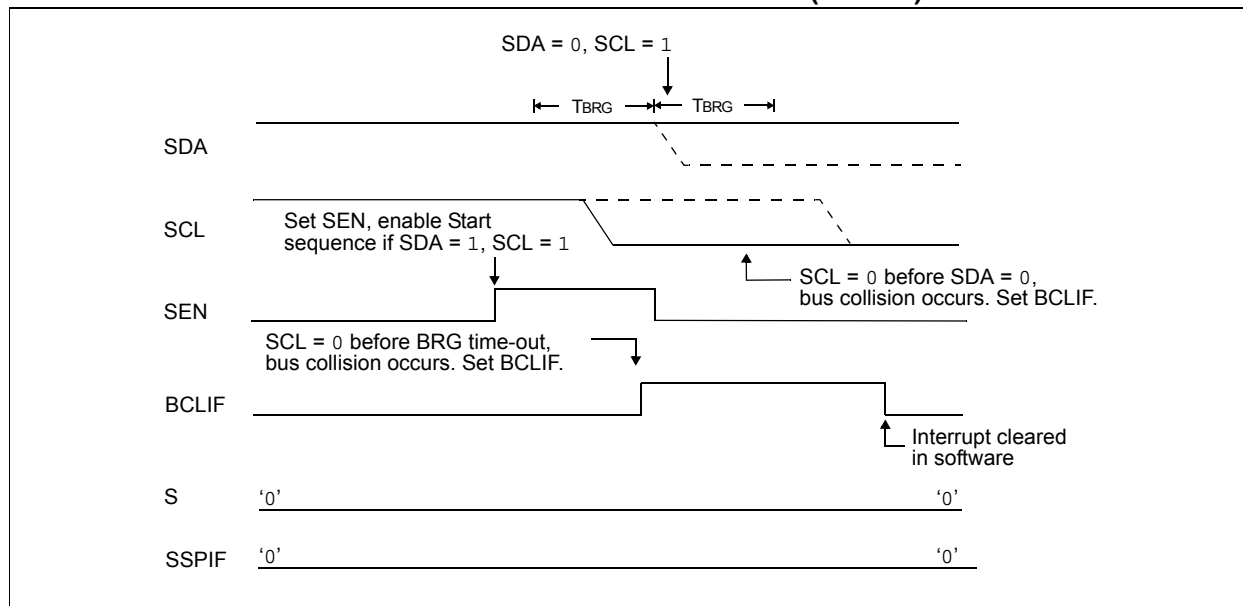 SDA = 0, SCL = 1
TBRG TBRG
SDA
SCL
Set SEN, enable Start
sequence if SDA = 1, SCL = 1
SCL = 0 before SDA = 0,
bus collision occurs. Set BCLIF.
SEN
SCL = 0 before BRG time-out,
bus collision occurs. Set BCLIF.
BCLIF
Interrupt cleared
in software
S ‘0’ ‘0’
SSPIF ‘0’ ‘0’